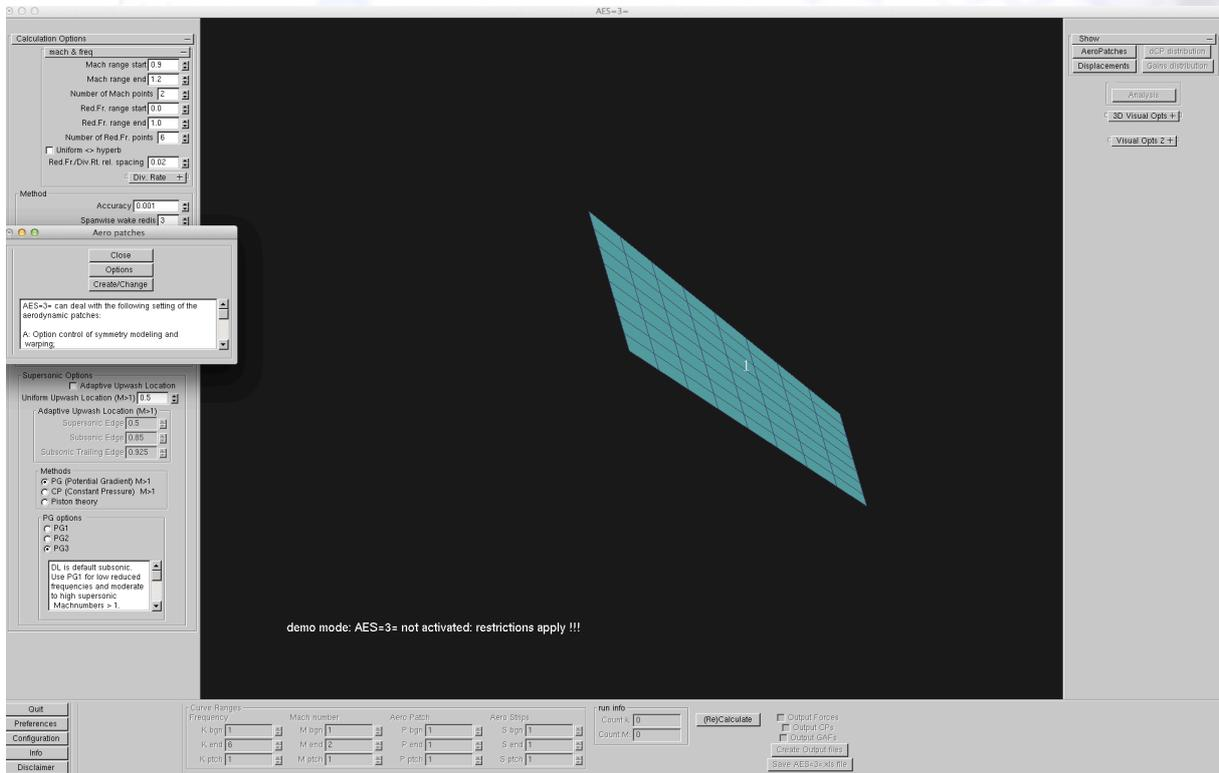 AES=3=
Calculation Options
mach & freq
Mach range start 0.9
Mach range end 1.2
Number of Mach points 2
Red.Fr. range start 0.0
Red.Fr. range end 1.0
Number of Red.Fr. points 6
Uniform <> hyperb
Red.Fr./Div.Rt. rel. spacing 0.02
Div. Rate +
Method
Accuracy 0.001
Spanwise wake redis 3
Aero patches
Close
Options
Create/Change
AES=3= can deal with the following setting of the
aerodynamic patches:
A: Option control of symmetry modeling and
warping;
Supersonic Options
Adaptive Upwash Location
Uniform Upwash Location (M>1) 0.5
Adaptive Upwash Location (M>1)
Supersonic Edge 0.5
Subsonic Edge 0.85
Subsonic Trailing Edge 0.925
Methods
PG (Potential Gradient) M>1
CP (Constant Pressure) M>1
Piston theory
PG options
PG1
PG2
PG3
DL is default subsonic.
Use PG1 for low reduced
frequencies and moderate
to high supersonic
Machnumbers > 1.
1
demo mode: AES=3= not activated: restrictions apply !!!
Show
AeroPatches dCP distribution
Displacements Gains distribution
Analysis
3D Visual Opts +
Visual Opts 2 +
Quit
Preferences
Configuration
Info
Disclaimer
Curve Ranges
Frequency Mach number Aero Patch Aero Strips
K bgn 1 M bgn 1 P bgn 1 S bgn 1
K end 6 M end 2 P end 1 S end 1
K ptch 1 M ptch 1 P ptch 1 S ptch 1
run info
Count k: 0
Count M: 0
(Re)Calculate
Output Forces
Output CPs
Output GAFs
Create Output files
Save AES=3=.xls file